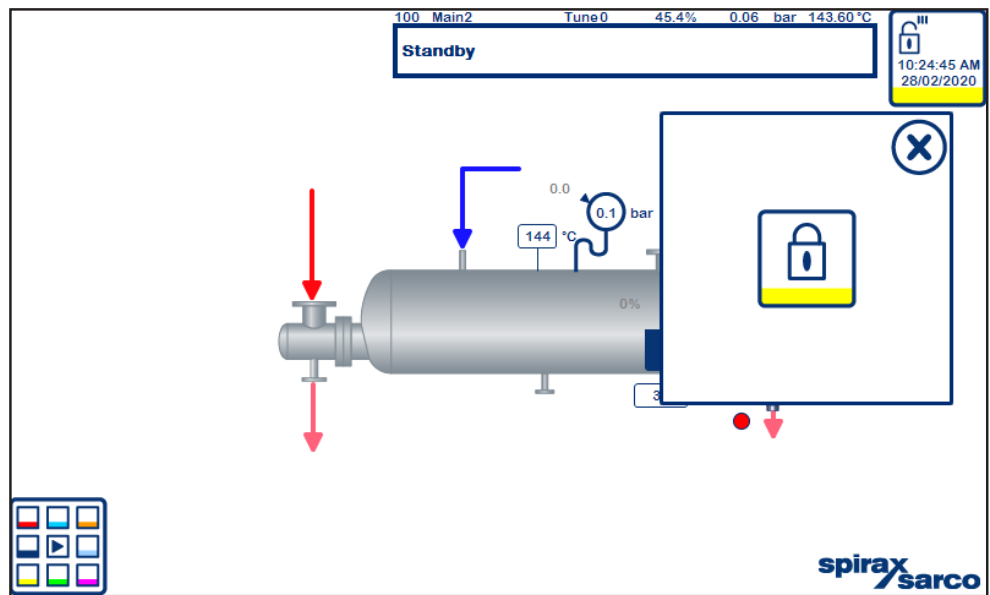 100 Main2 Tune0 45.4% 0.06 bar 143.60 °C
Standby
10:24:45 AM
28/02/2020
0.0
0.1 bar
144 °C
0%
3
spirax
sarco